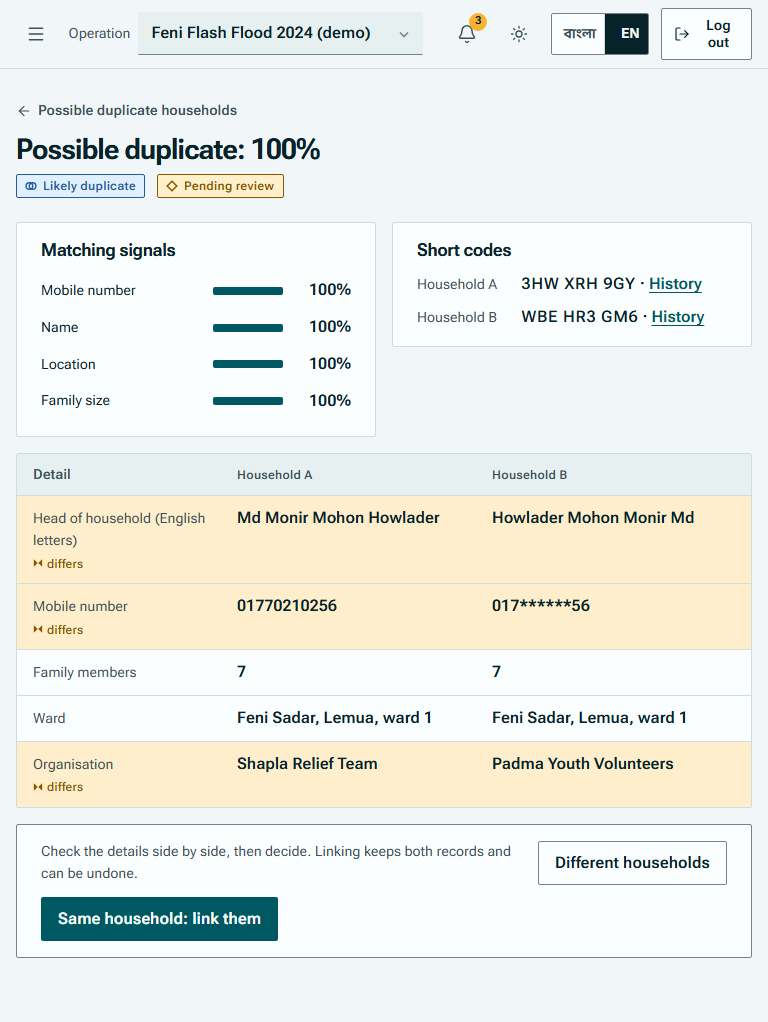 Operation
Feni Flash Flood 2024 (demo)
3
বাংলা
EN
Log out
Possible duplicate households
Possible duplicate: 100%
Likely duplicate
Pending review
Matching signals
Mobile number 100%
Name 100%
Location 100%
Family size 100%
Short codes
Household A 3HW XRH 9GY · History
Household B WBE HR3 GM6 · History
Detail Household A Household B
Head of household (English letters) Md Monir Mohon Howlader Howlader Mohon Monir Md
differs
Mobile number 01770210256 017******56
differs
Family members 7 7
Ward Feni Sadar, Lemua, ward 1 Feni Sadar, Lemua, ward 1
Organisation Shapla Relief Team Padma Youth Volunteers
differs
Check the details side by side, then decide. Linking keeps both records and
can be undone.
Different households
Same household: link them